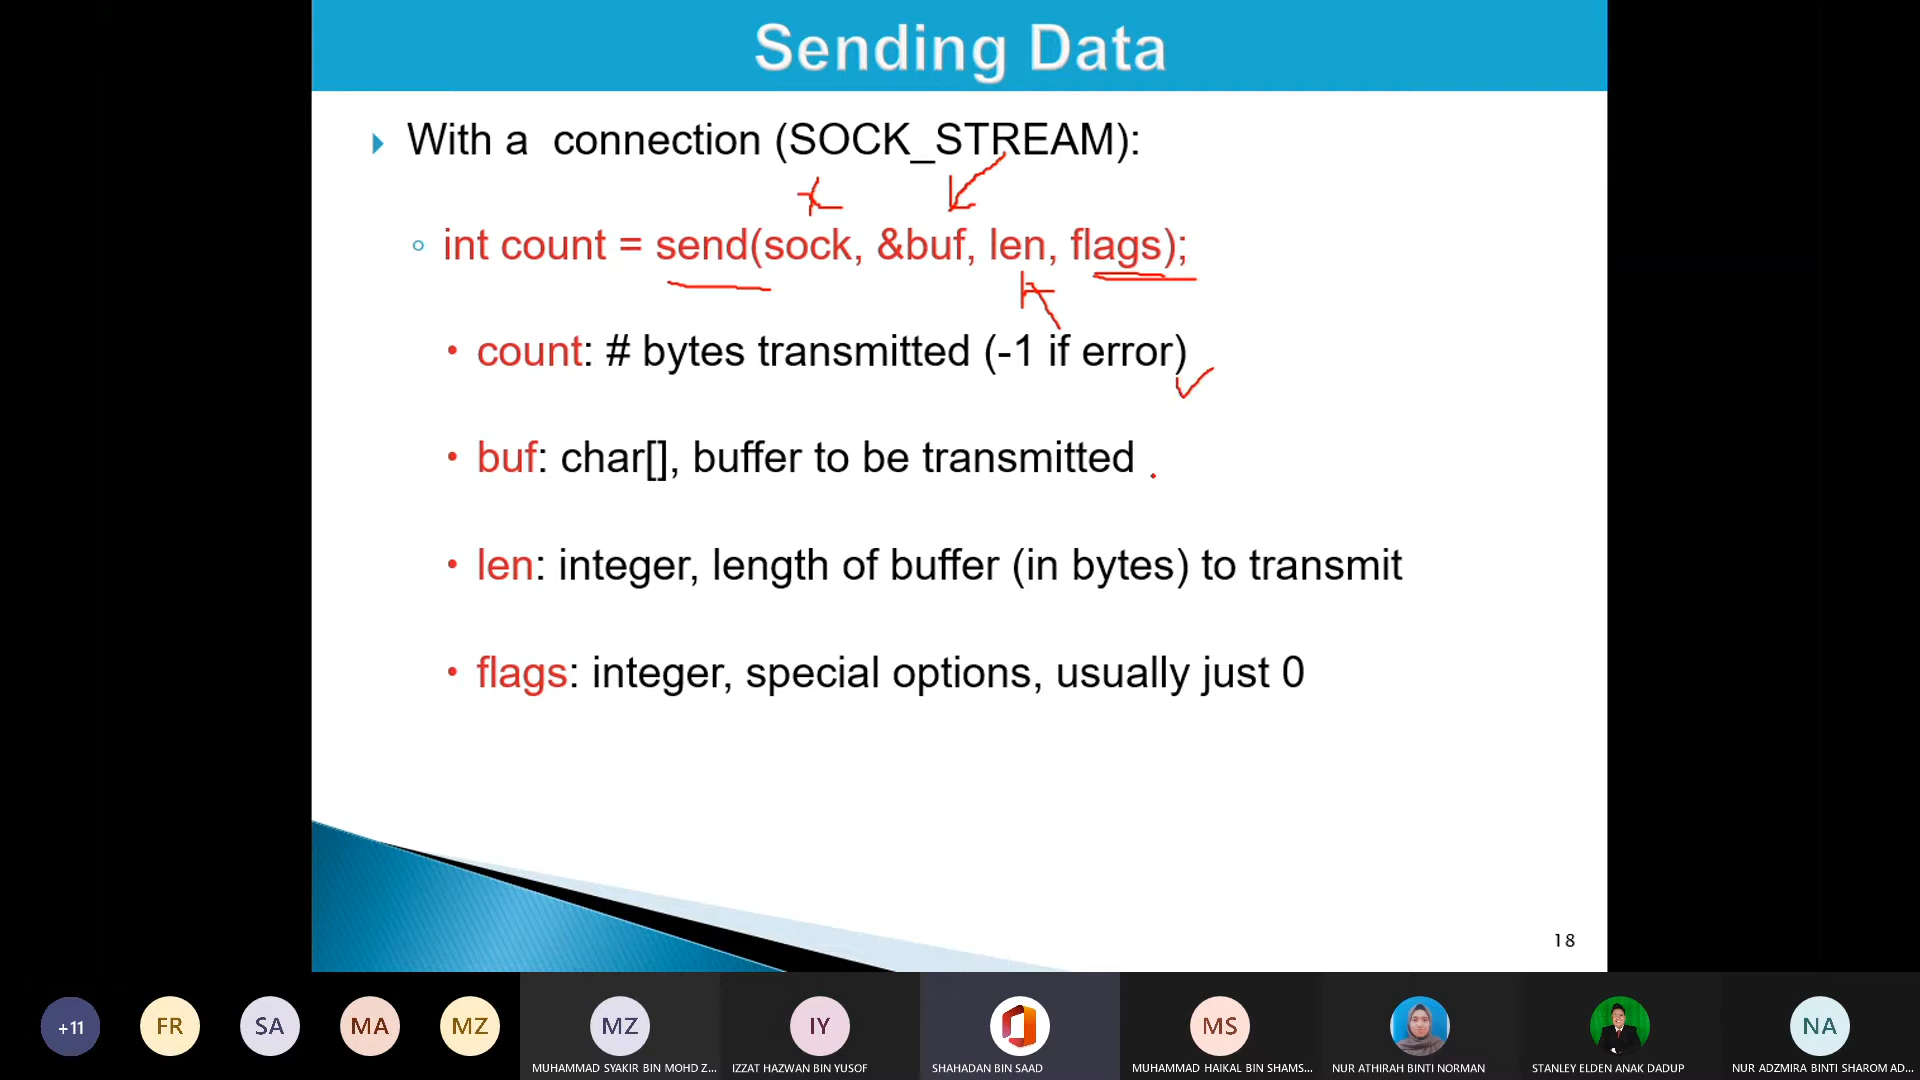 Sending Data
With a connection (SOCK_STREAM):
int count = send(sock, &buf, len, flags);
count: # bytes transmitted (-1 if error)
buf: char[], buffer to be transmitted
len: integer, length of buffer (in bytes) to transmit
flags: integer, special options, usually just 0
18
+11
FR
SA
MA
MZ
MZ
IY
MS
NA
MUHAMMAD SYAKIR BIN MOHD Z...
IZZAT HAZWAN BIN YUSOF
SHAHADAN BIN SAAD
MUHAMMAD HAIKAL BIN SHAMS...
NUR ATHIRAH BINTI NORMAN
STANLEY ELDEN ANAK DADUP
NUR ADZMIRA BINTI SHAROM AD...